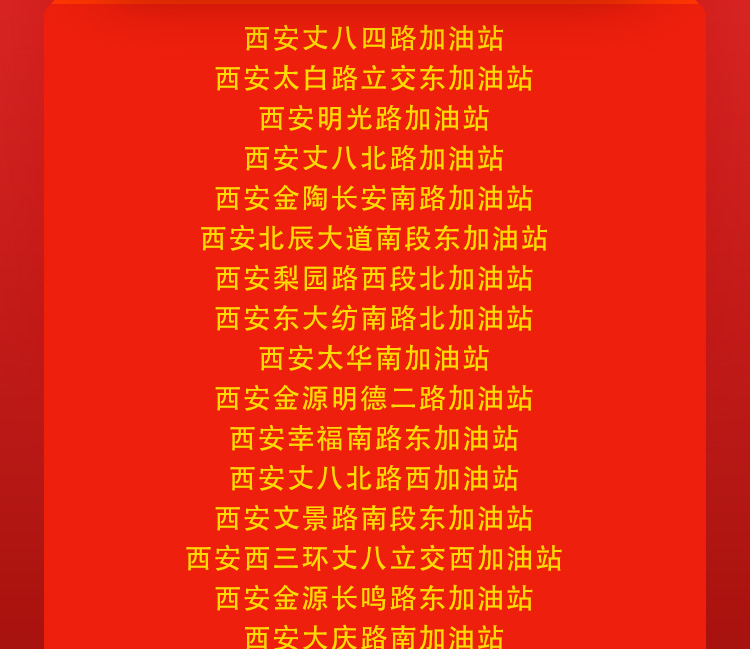 西安丈八四路加油站
西安太白路立交东加油站
西安明光路加油站
西安丈八北路加油站
西安金陶长安南路加油站
西安北辰大道南段东加油站
西安梨园路西段北加油站
西安东大纺南路北加油站
西安太华南加油站
西安金源明德二路加油站
西安幸福南路东加油站
西安丈八北路西加油站
西安文景路南段东加油站
西安西三环丈八立交西加油站
西安金源长鸣路东加油站
西安大庆路南加油站